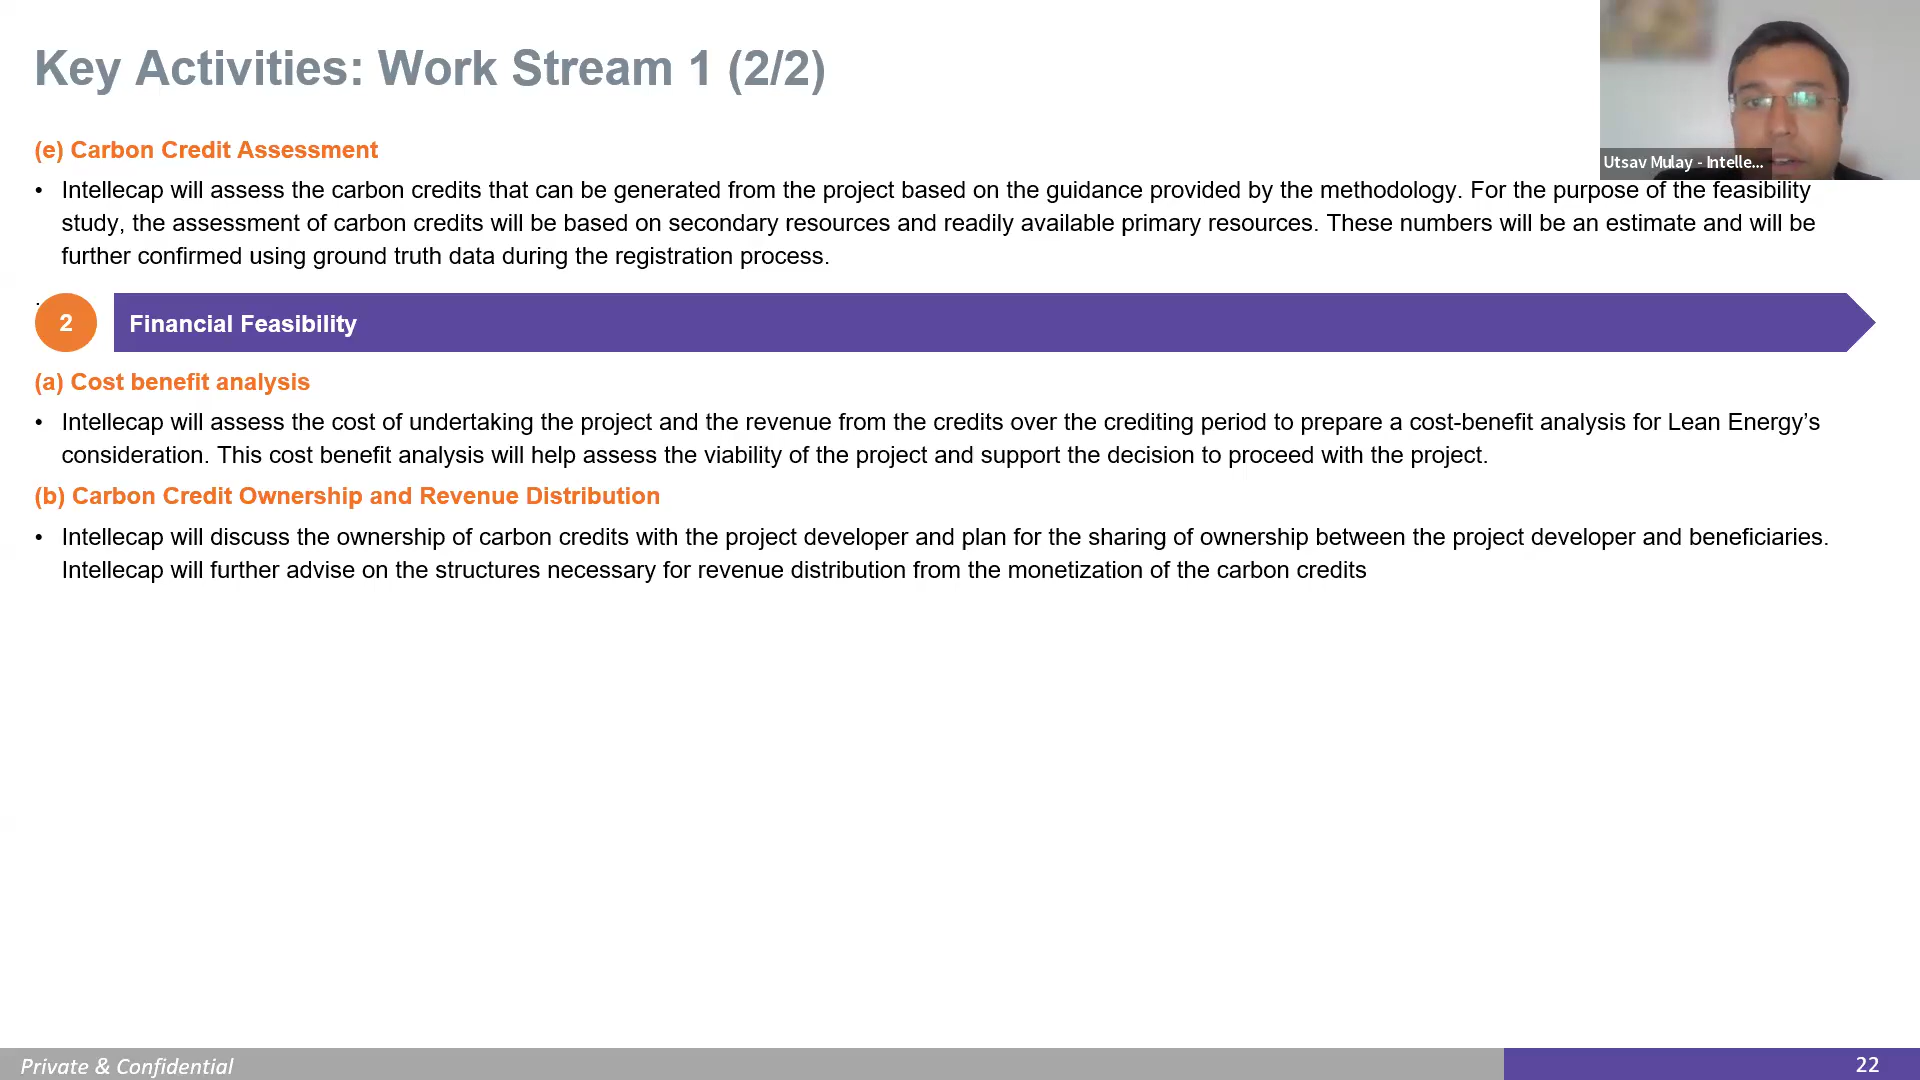 Key Activities: Work Stream 1 (2/2)
Utsav Mulay - Intelle...
(e) Carbon Credit Assessment
• Intellecap will assess the carbon credits that can be generated from the project based on the guidance provided by the methodology. For the purpose of the feasibility
study, the assessment of carbon credits will be based on secondary resources and readily available primary resources. These numbers will be an estimate and will be
further confirmed using ground truth data during the registration process.
.
2 Financial Feasibility
(a) Cost benefit analysis
• Intellecap will assess the cost of undertaking the project and the revenue from the credits over the crediting period to prepare a cost-benefit analysis for Lean Energy’s
consideration. This cost benefit analysis will help assess the viability of the project and support the decision to proceed with the project.
(b) Carbon Credit Ownership and Revenue Distribution
• Intellecap will discuss the ownership of carbon credits with the project developer and plan for the sharing of ownership between the project developer and beneficiaries.
Intellecap will further advise on the structures necessary for revenue distribution from the monetization of the carbon credits
Private & Confidential
22